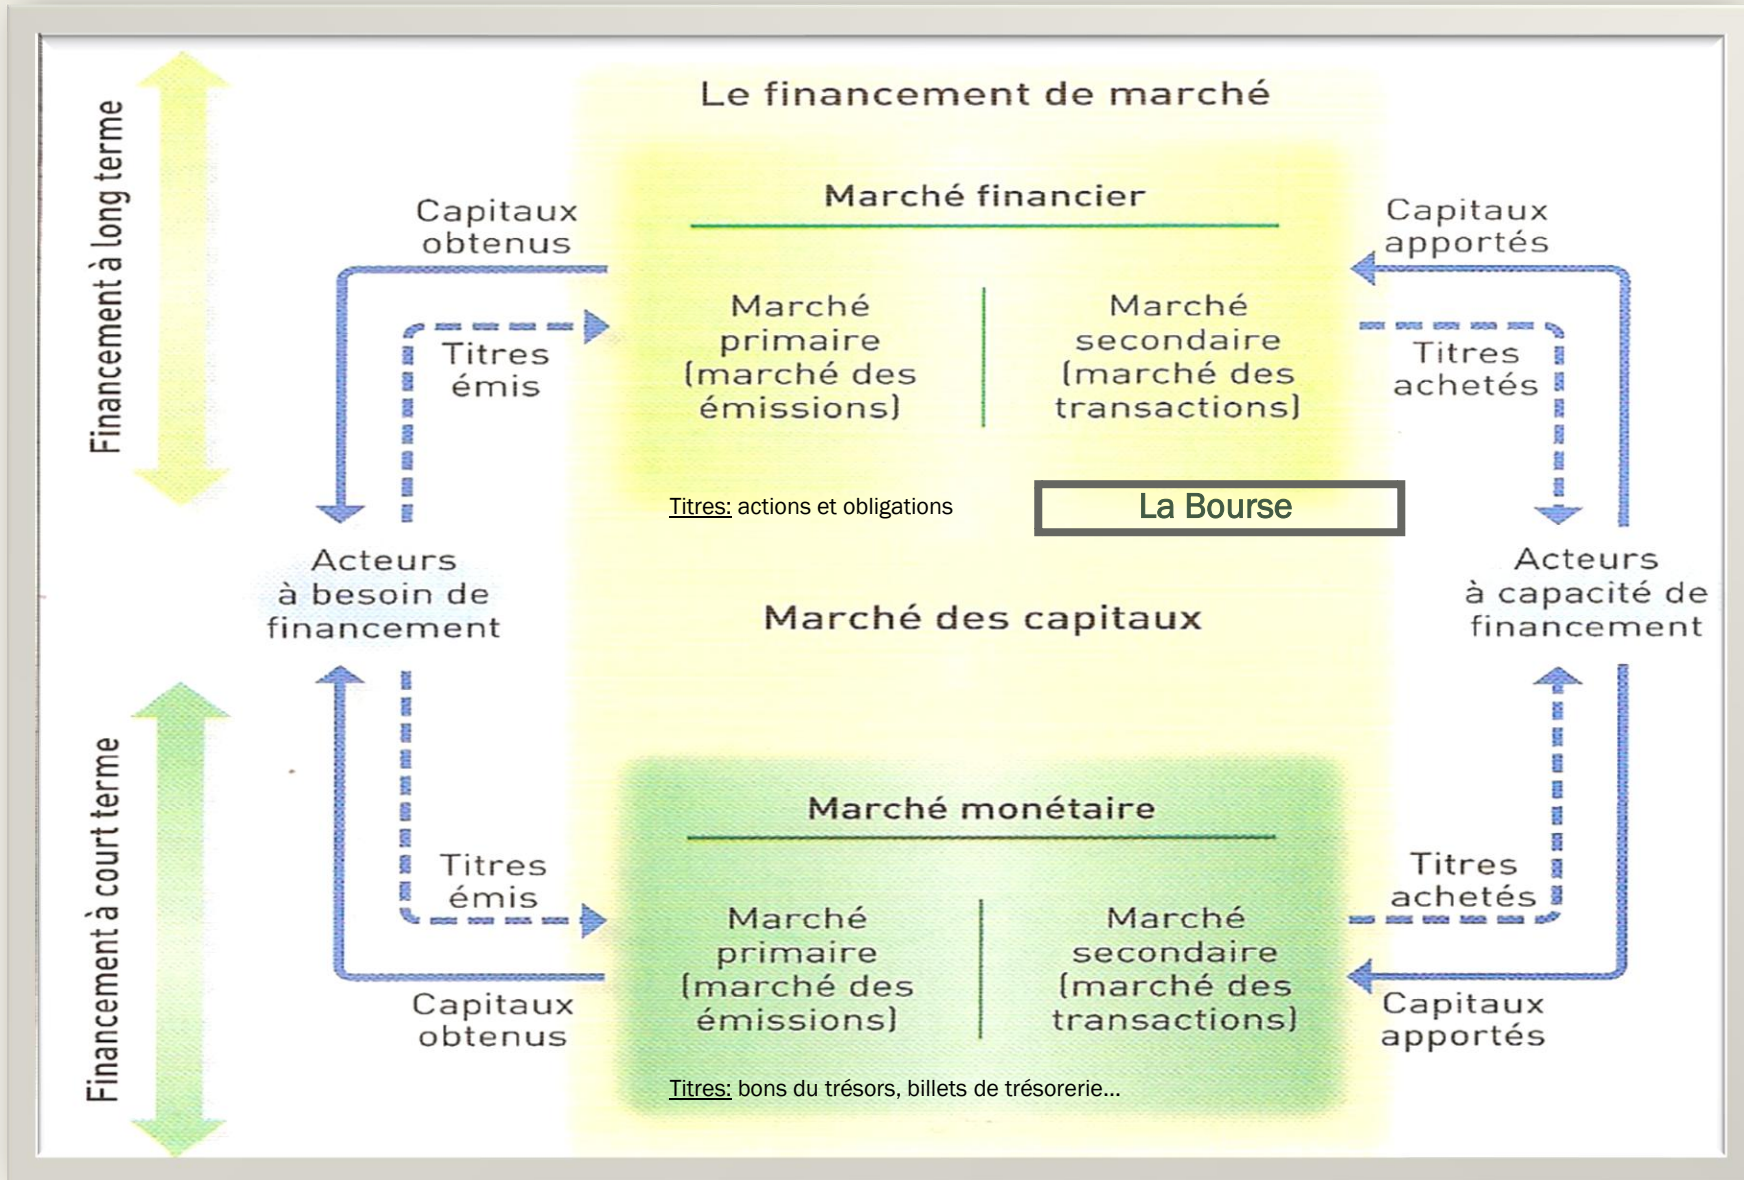 Le financement de marché
Financement à long terme
Marché financier
Capitaux
obtenus
Capitaux
apportés
Titres
émis
Marché
primaire
(marché des
émissions)
Marché
secondaire
(marché des
transactions)
Titres
achetés
Titres: actions et obligations
La Bourse
Acteurs
à besoin de
financement
Marché des capitaux
Acteurs
à capacité de
financement
Financement à court terme
Marché monétaire
Titres
émis
Marché
primaire
(marché des
émissions)
Marché
secondaire
(marché des
transactions)
Titres
achetés
Capitaux
obtenus
Capitaux
apportés
Titres: bons du trésors, billets de trésorerie...